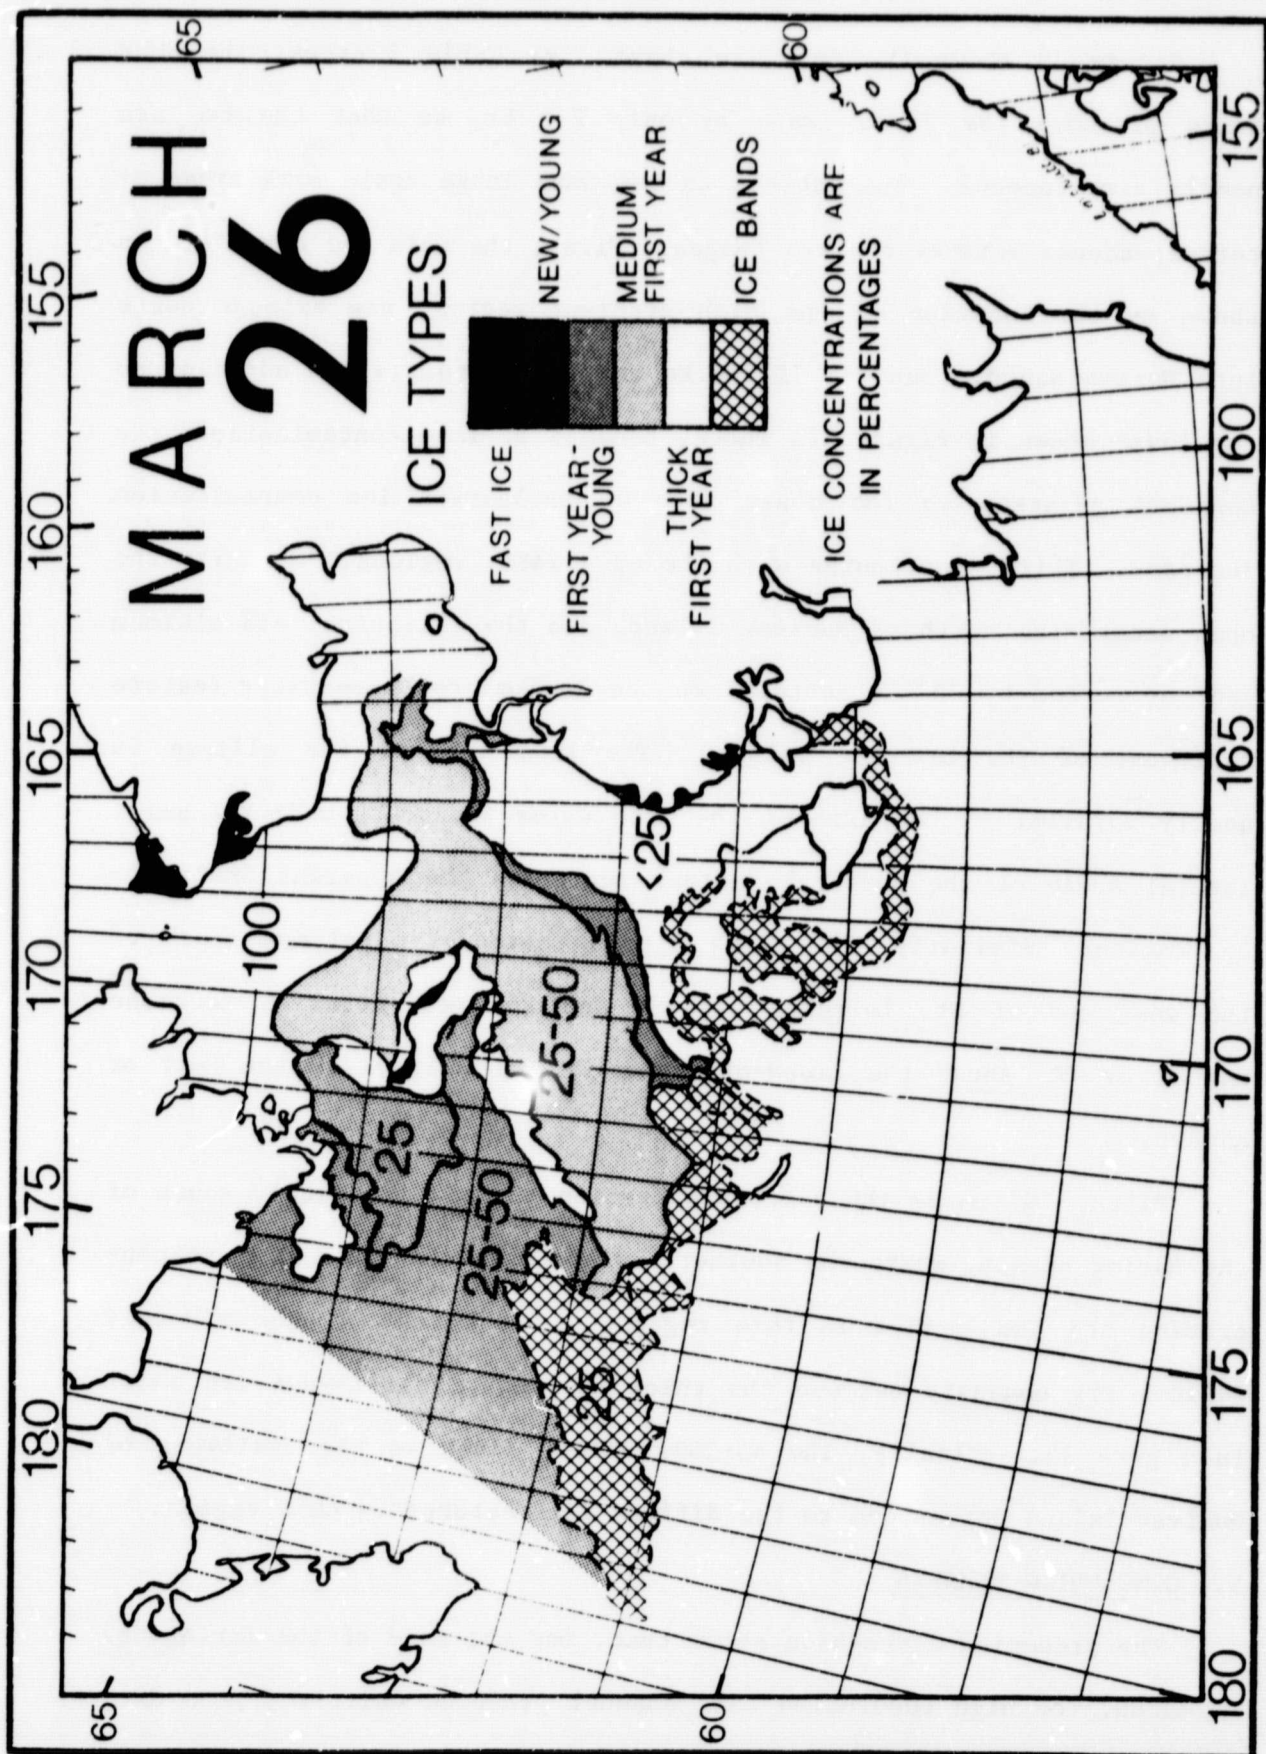 MARCH
26
ICE TYPES
FAST ICE
NEW/YOUNG
FIRST YEAR-
YOUNG
MEDIUM
FIRST YEAR
THICK
FIRST YEAR
ICE BANDS
ICE CONCENTRATIONS ARE
IN PERCENTAGES
180
175
170
165
160
155
65
60
65
60
180
175
170
165
160
155
100
25
25-50
25-50
<25
25